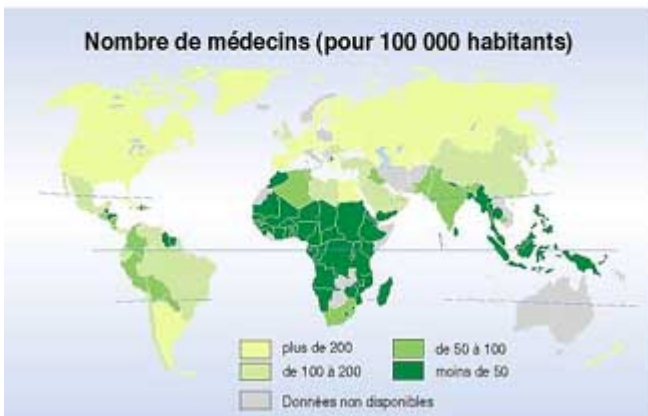 Nombre de médecins (pour 100 000 habitants)
plus de 200
de 50 à 100
de 100 à 200
moins de 50
Données non disponibles